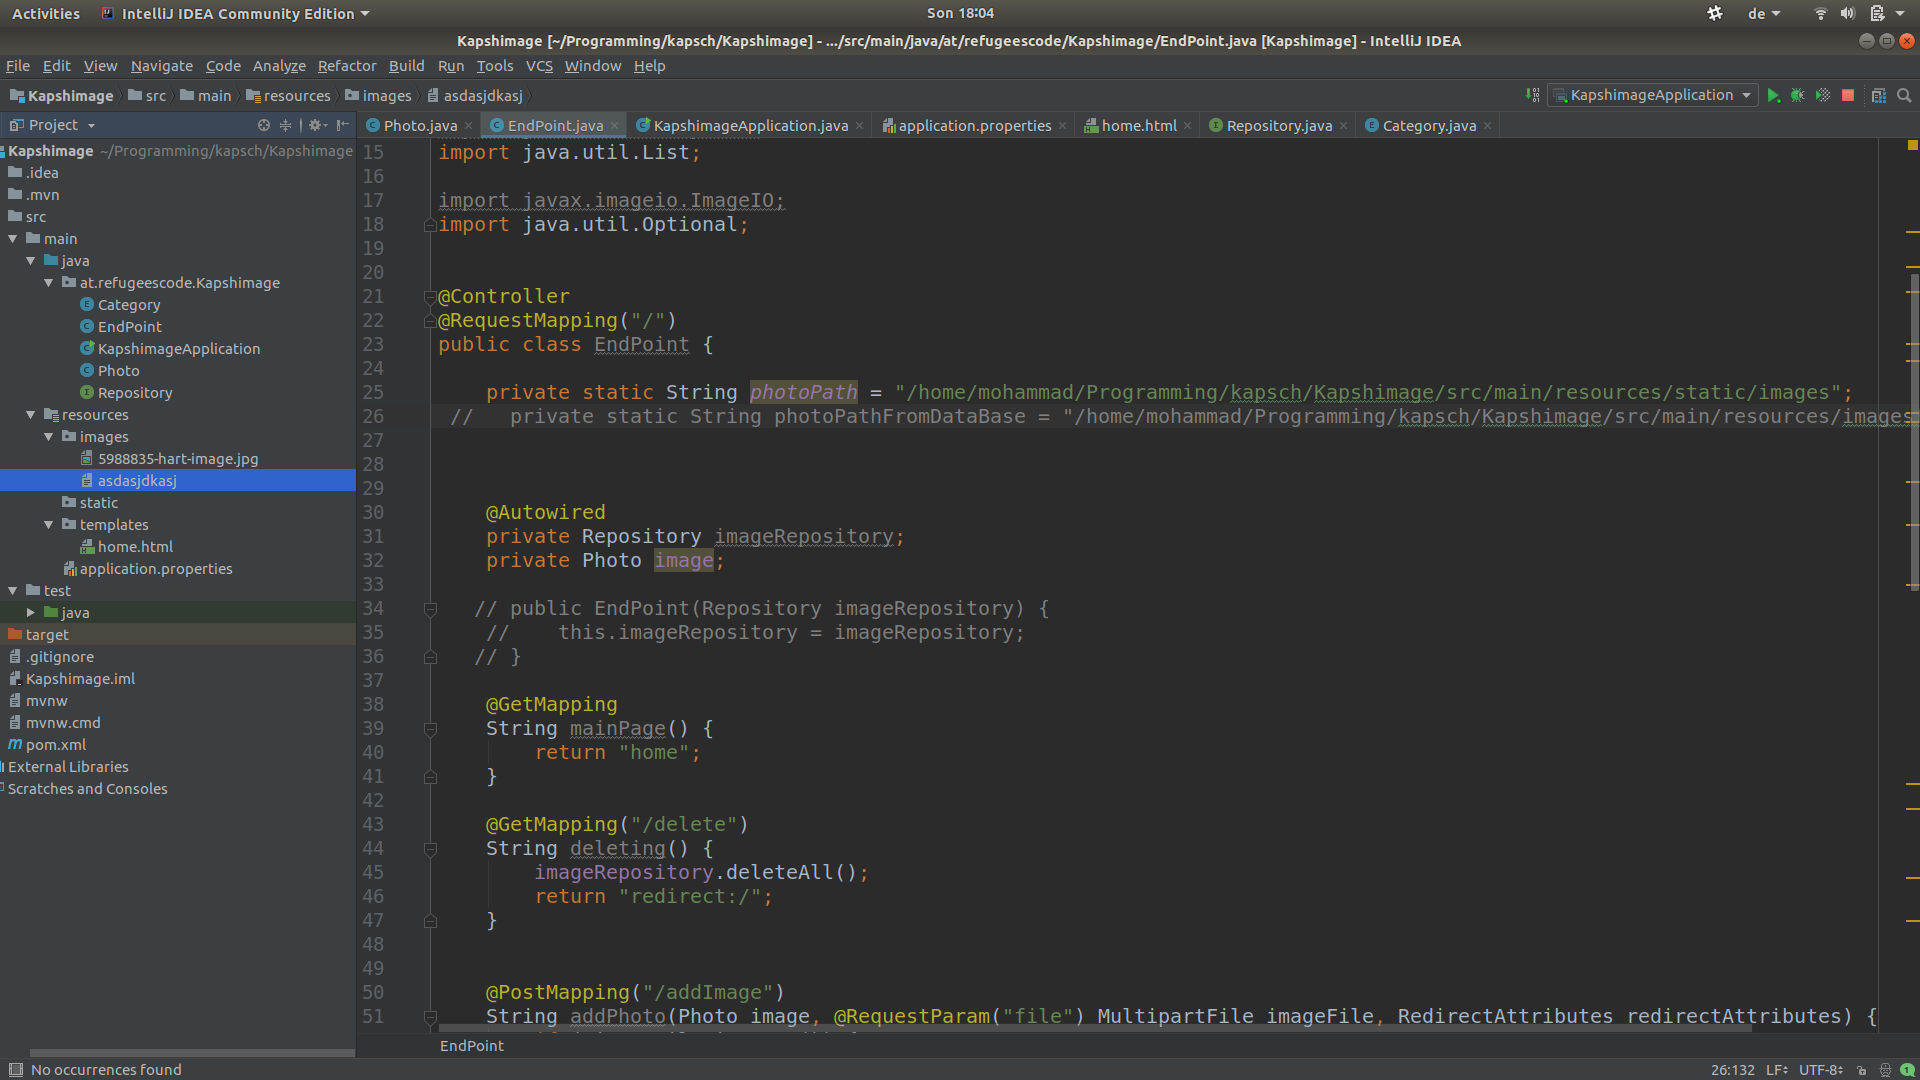 Activities IntelliJ IDEA Community Edition Son 18:04 de
Kapshimage [~/Programming/kapsch/Kapshimage] - .../src/main/java/at/refugeescode/Kapshimage/EndPoint.java [Kapshimage] - IntelliJ IDEA
File Edit View Navigate Code Analyze Refactor Build Run Tools VCS Window Help
Kapshimage src main resources images asdasjdkasj KapshimageApplication
Project
Photo.java EndPoint.java KapshimageApplication.java application.properties home.html Repository.java Category.java
Kapshimage ~/Programming/kapsch/Kapshimage
.idea
.mvn
src
main
java
at.refugeescode.Kapshimage
Category
EndPoint
KapshimageApplication
Photo
Repository
resources
images
5988835-hart-image.jpg
asdasjdkasj
static
templates
home.html
application.properties
test
java
target
.gitignore
Kapshimage.iml
mvnw
mvnw.cmd
pom.xml
External Libraries
Scratches and Consoles
15 import java.util.List;
16
17 import javax.imageio.ImageIO;
18 import java.util.Optional;
19
20
21 @Controller
22 @RequestMapping("/")
23 public class EndPoint {
24
25 private static String photoPath = "/home/mohammad/Programming/kapsch/Kapshimage/src/main/resources/static/images";
26 // private static String photoPathFromDataBase = "/home/mohammad/Programming/kapsch/Kapshimage/src/main/resources/images
27
28
29
30 @Autowired
31 private Repository imageRepository;
32 private Photo image;
33
34 // public EndPoint(Repository imageRepository) {
35 // this.imageRepository = imageRepository;
36 // }
37
38 @GetMapping
39 String mainPage() {
40 return "home";
41 }
42
43 @GetMapping("/delete")
44 String deleting() {
45 imageRepository.deleteAll();
46 return "redirect:/";
47 }
48
49
50 @PostMapping("/addImage")
51 String addPhoto(Photo image, @RequestParam("file") MultipartFile imageFile, RedirectAttributes redirectAttributes) {
EndPoint
No occurrences found 26:132 LF UTF-8 1